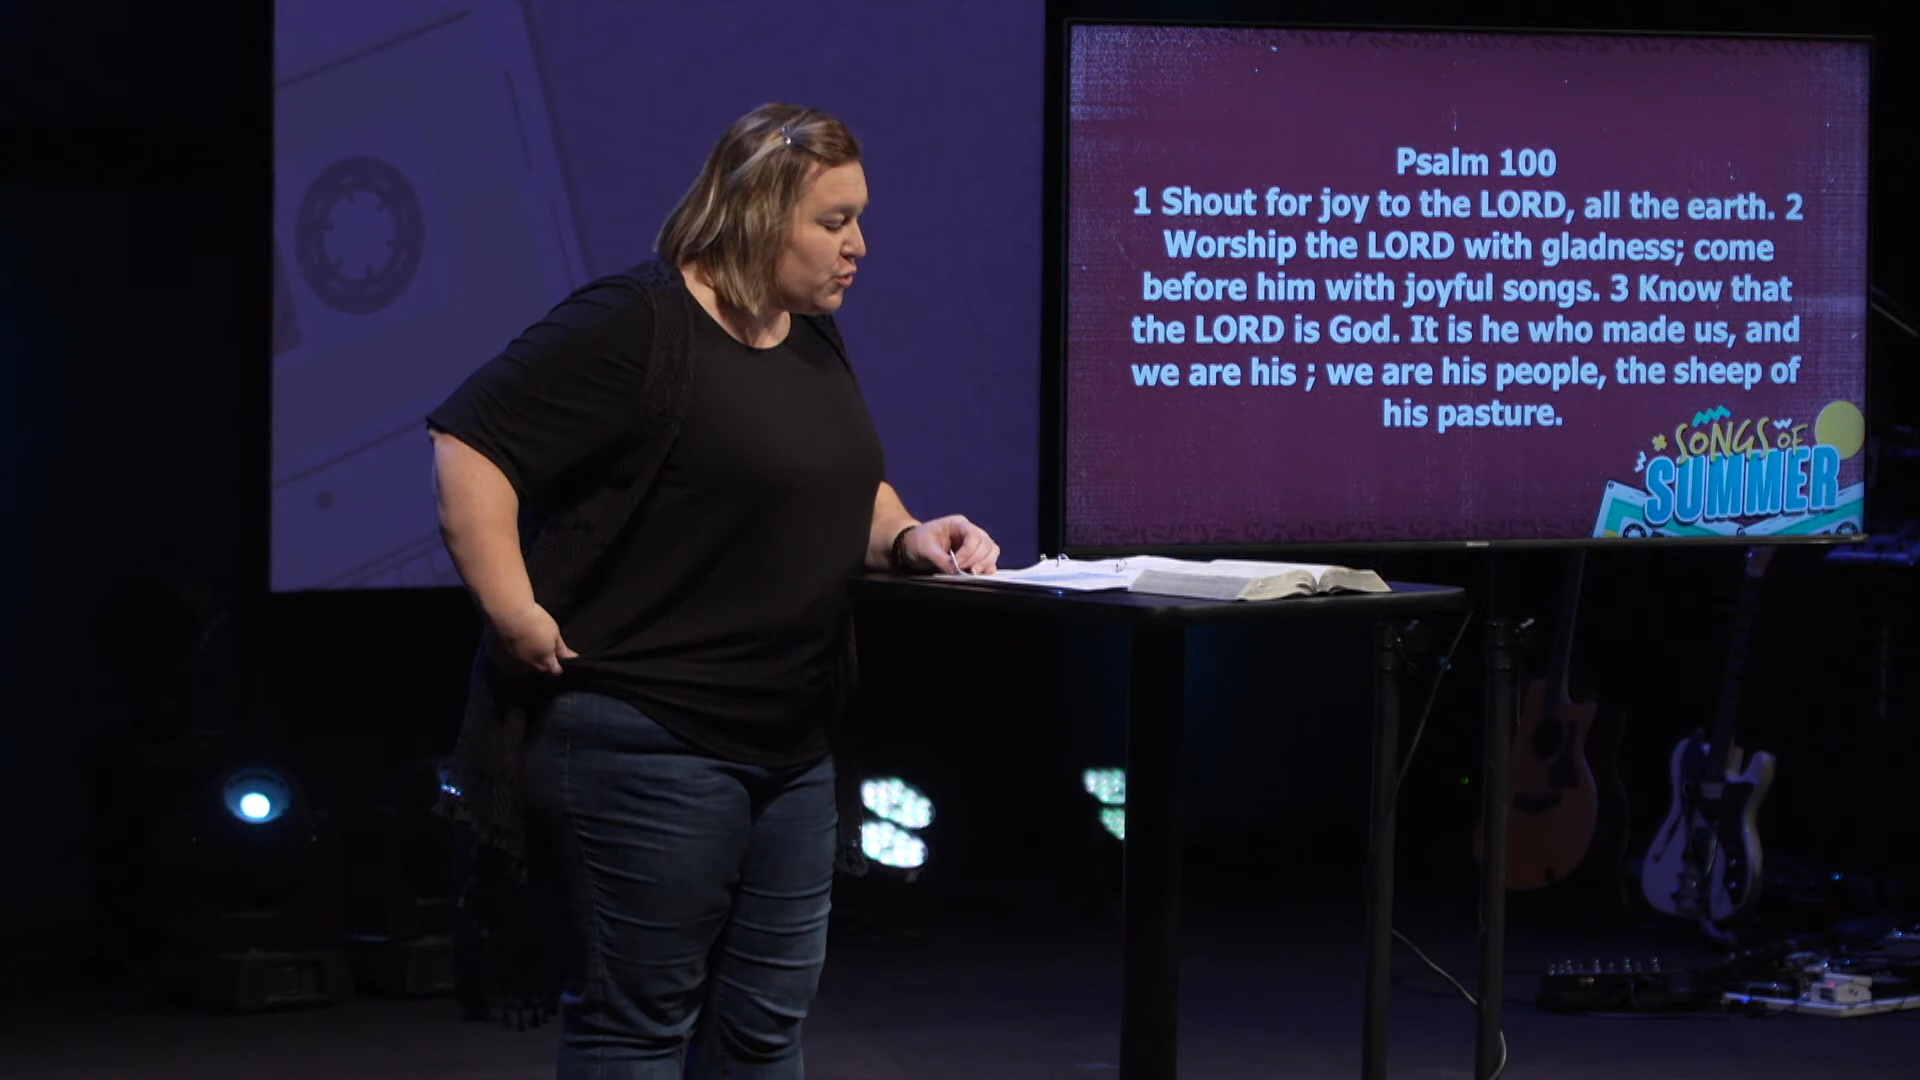 Psalm 100
1 Shout for joy to the LORD, all the earth. 2
Worship the LORD with gladness; come
before him with joyful songs. 3 Know that
the LORD is God. It is he who made us, and
we are his ; we are his people, the sheep of
his pasture.
SONGS OF
SUMMER